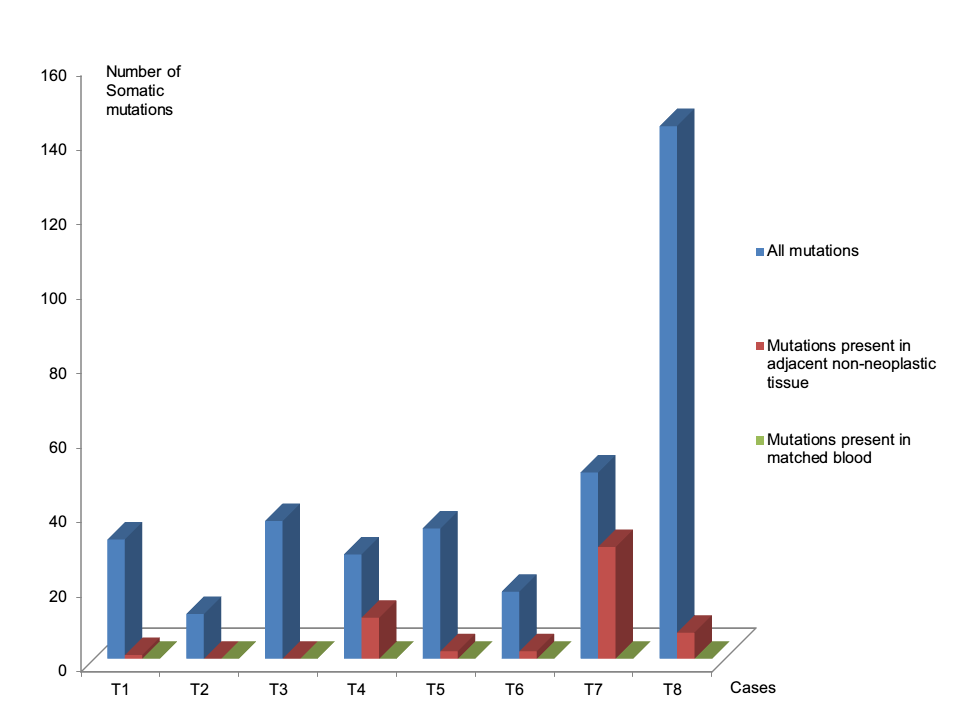 Number of
Somatic
mutations
160
140
120
100
80
60
40
20
0
T1 T2 T3 T4 T5 T6 T7 T8
Cases
All mutations
Mutations present in
adjacent non-neoplastic
tissue
Mutations present in
matched blood